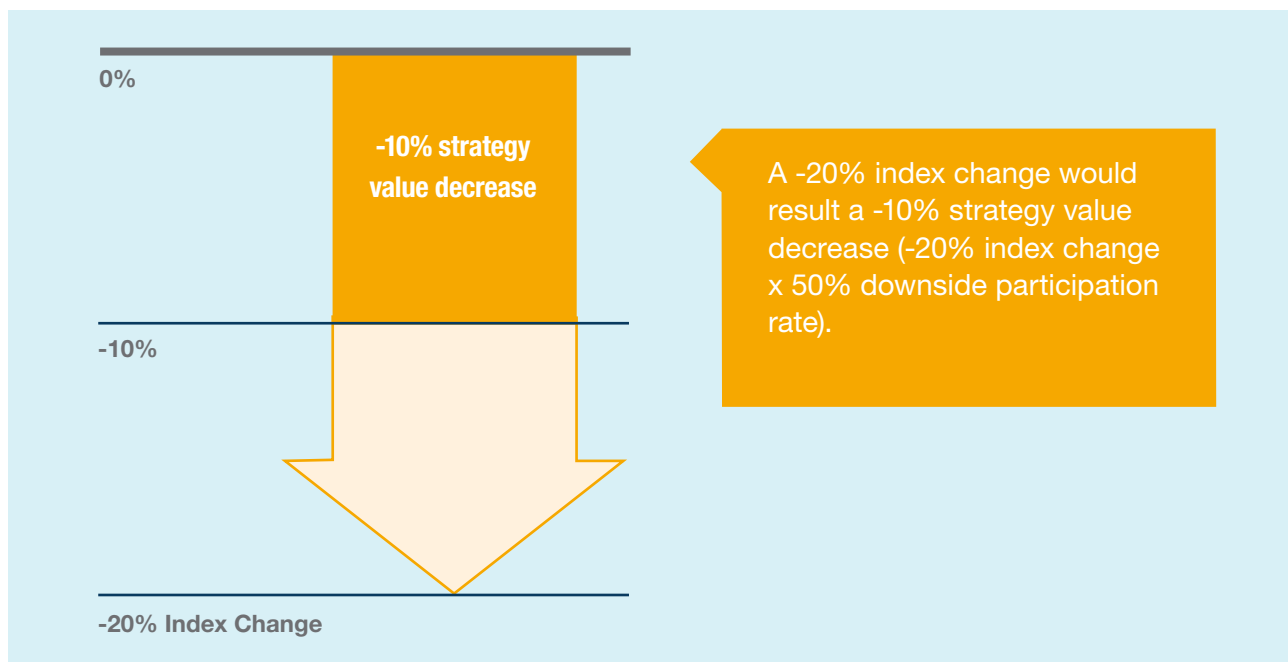 0%
-10% strategy
value decrease
A -20% index change would
result a -10% strategy value
decrease (-20% index change
x 50% downside participation
rate).
-10%
-20% Index Change